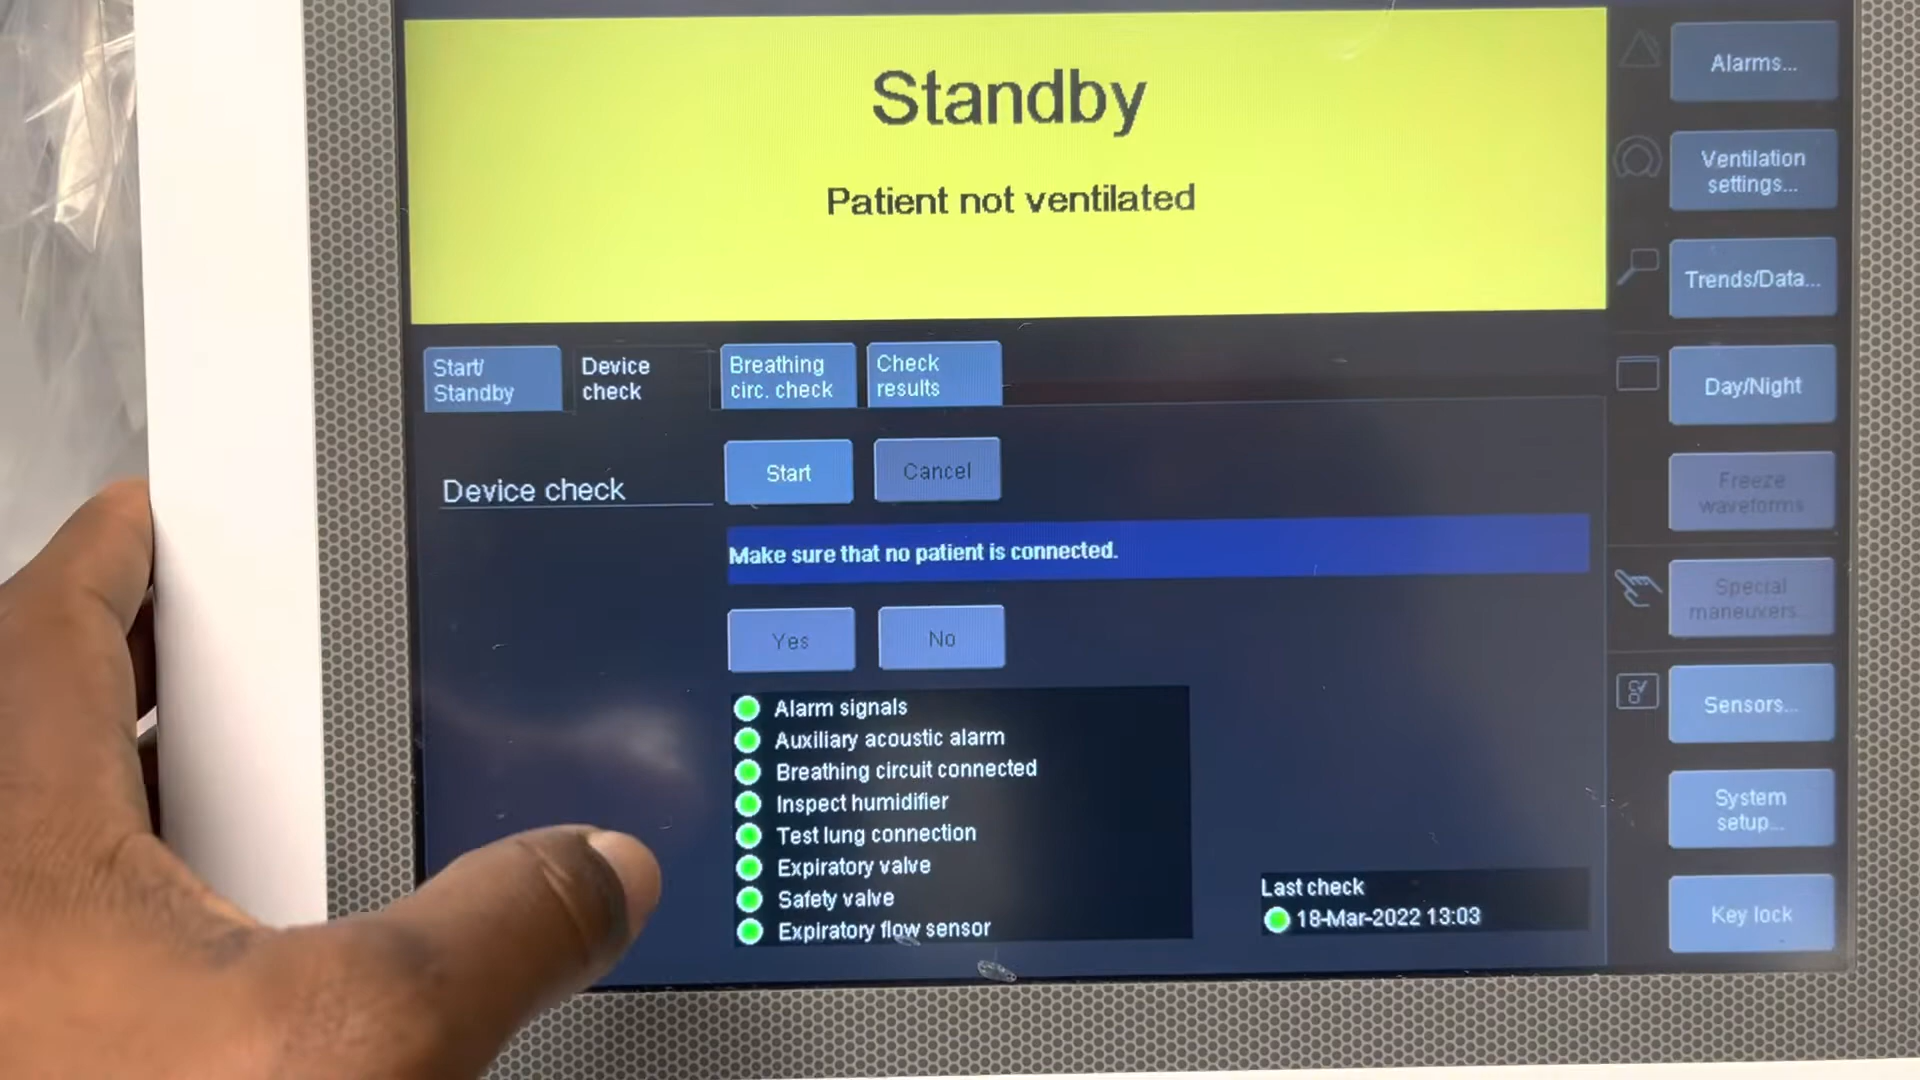 Standby
Patient not ventilated
Start/
Standby
Device
check
Breathing
circ. check
Check
results
Device check
Start
Cancel
Make sure that no patient is connected.
Yes
No
Alarm signals
Auxiliary acoustic alarm
Breathing circuit connected
Inspect humidifier
Test lung connection
Expiratory valve
Safety valve
Expiratory flow sensor
Last check
18-Mar-2022 13:03
Alarms...
Ventilation
settings...
Trends/Data...
Day/Night
Freeze
waveforms
Special
maneuvers...
Sensors...
System
setup...
Key lock